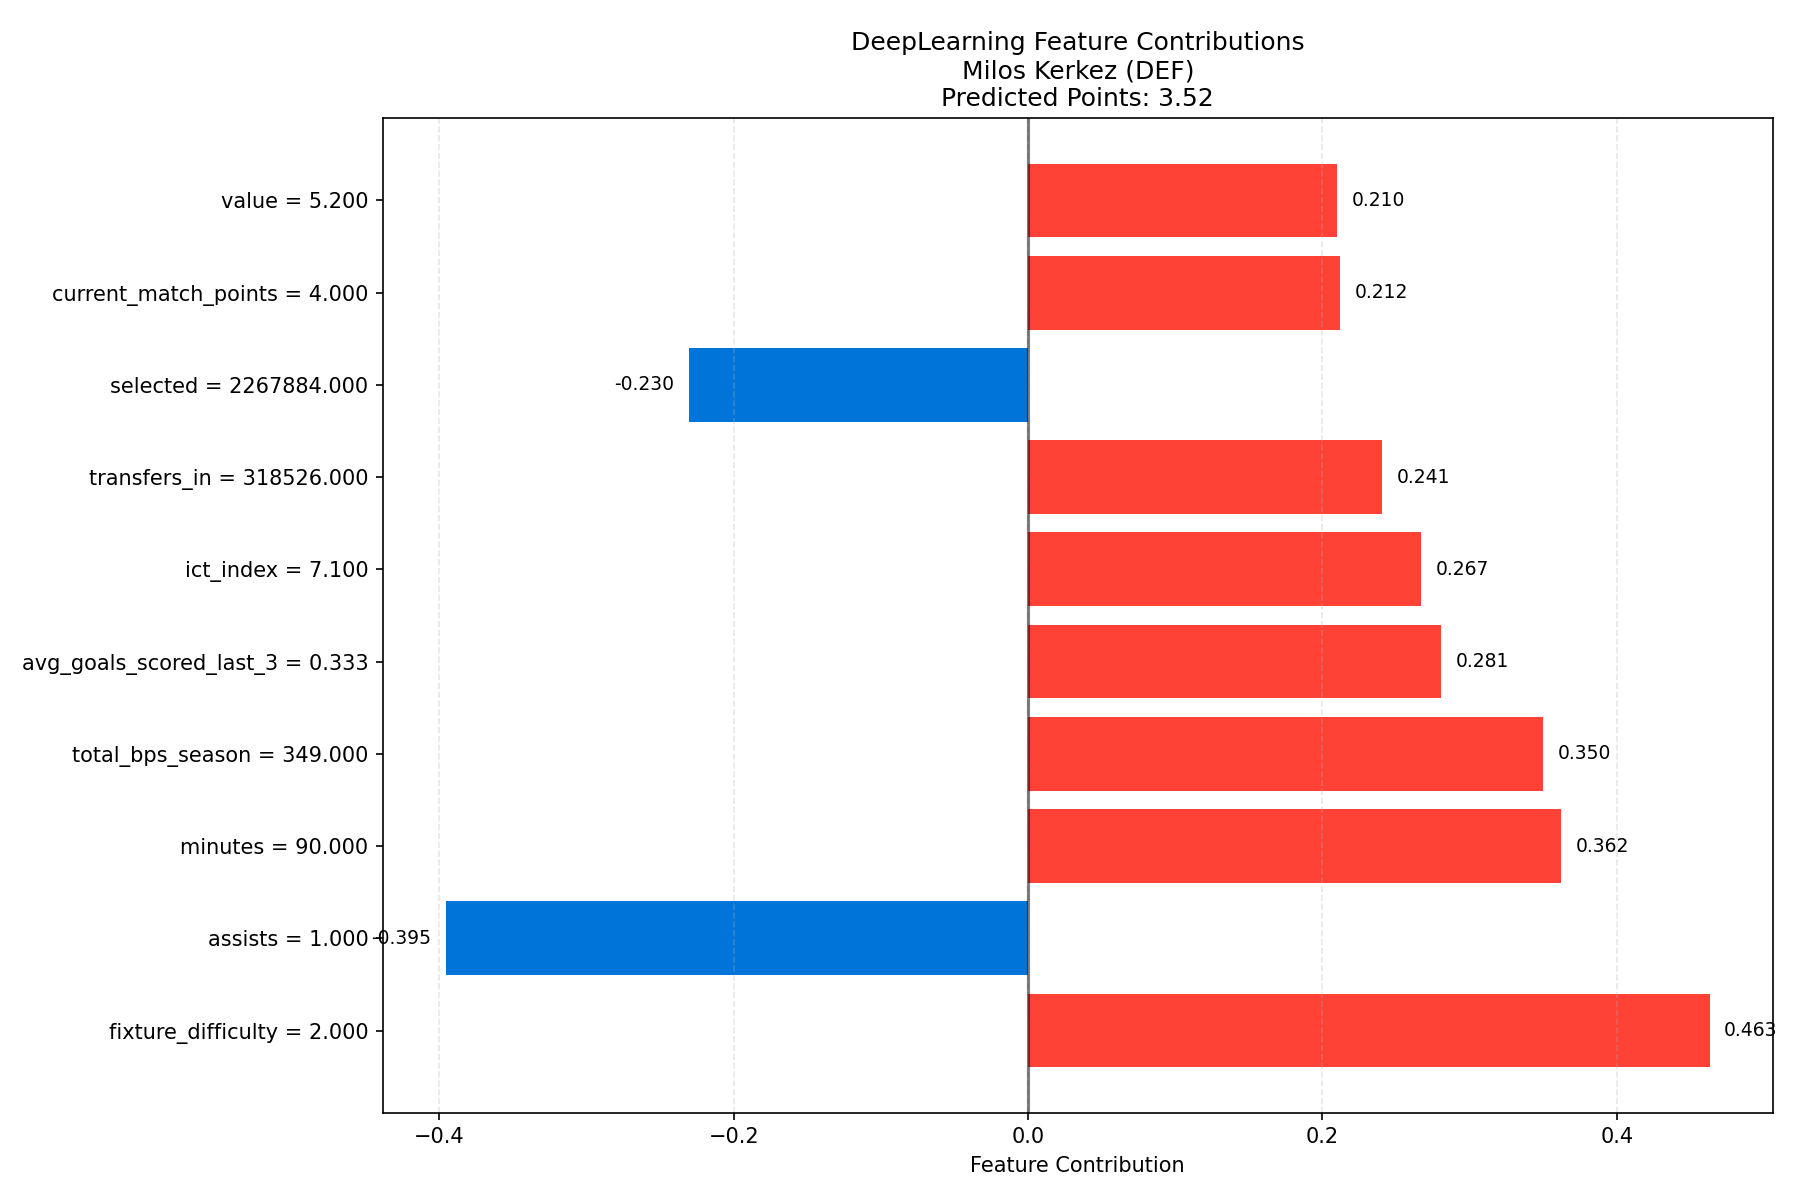 DeepLearning Feature Contributions
Milos Kerkez (DEF)
Predicted Points: 3.52
value = 5.200
0.210
current_match_points = 4.000
0.212
selected = 2267884.000
-0.230
transfers_in = 318526.000
0.241
ict_index = 7.100
0.267
avg_goals_scored_last_3 = 0.333
0.281
total_bps_season = 349.000
0.350
minutes = 90.000
0.362
assists = 1.000
-0.395
fixture_difficulty = 2.000
0.463
−0.4 −0.2 0.0 0.2 0.4
Feature Contribution